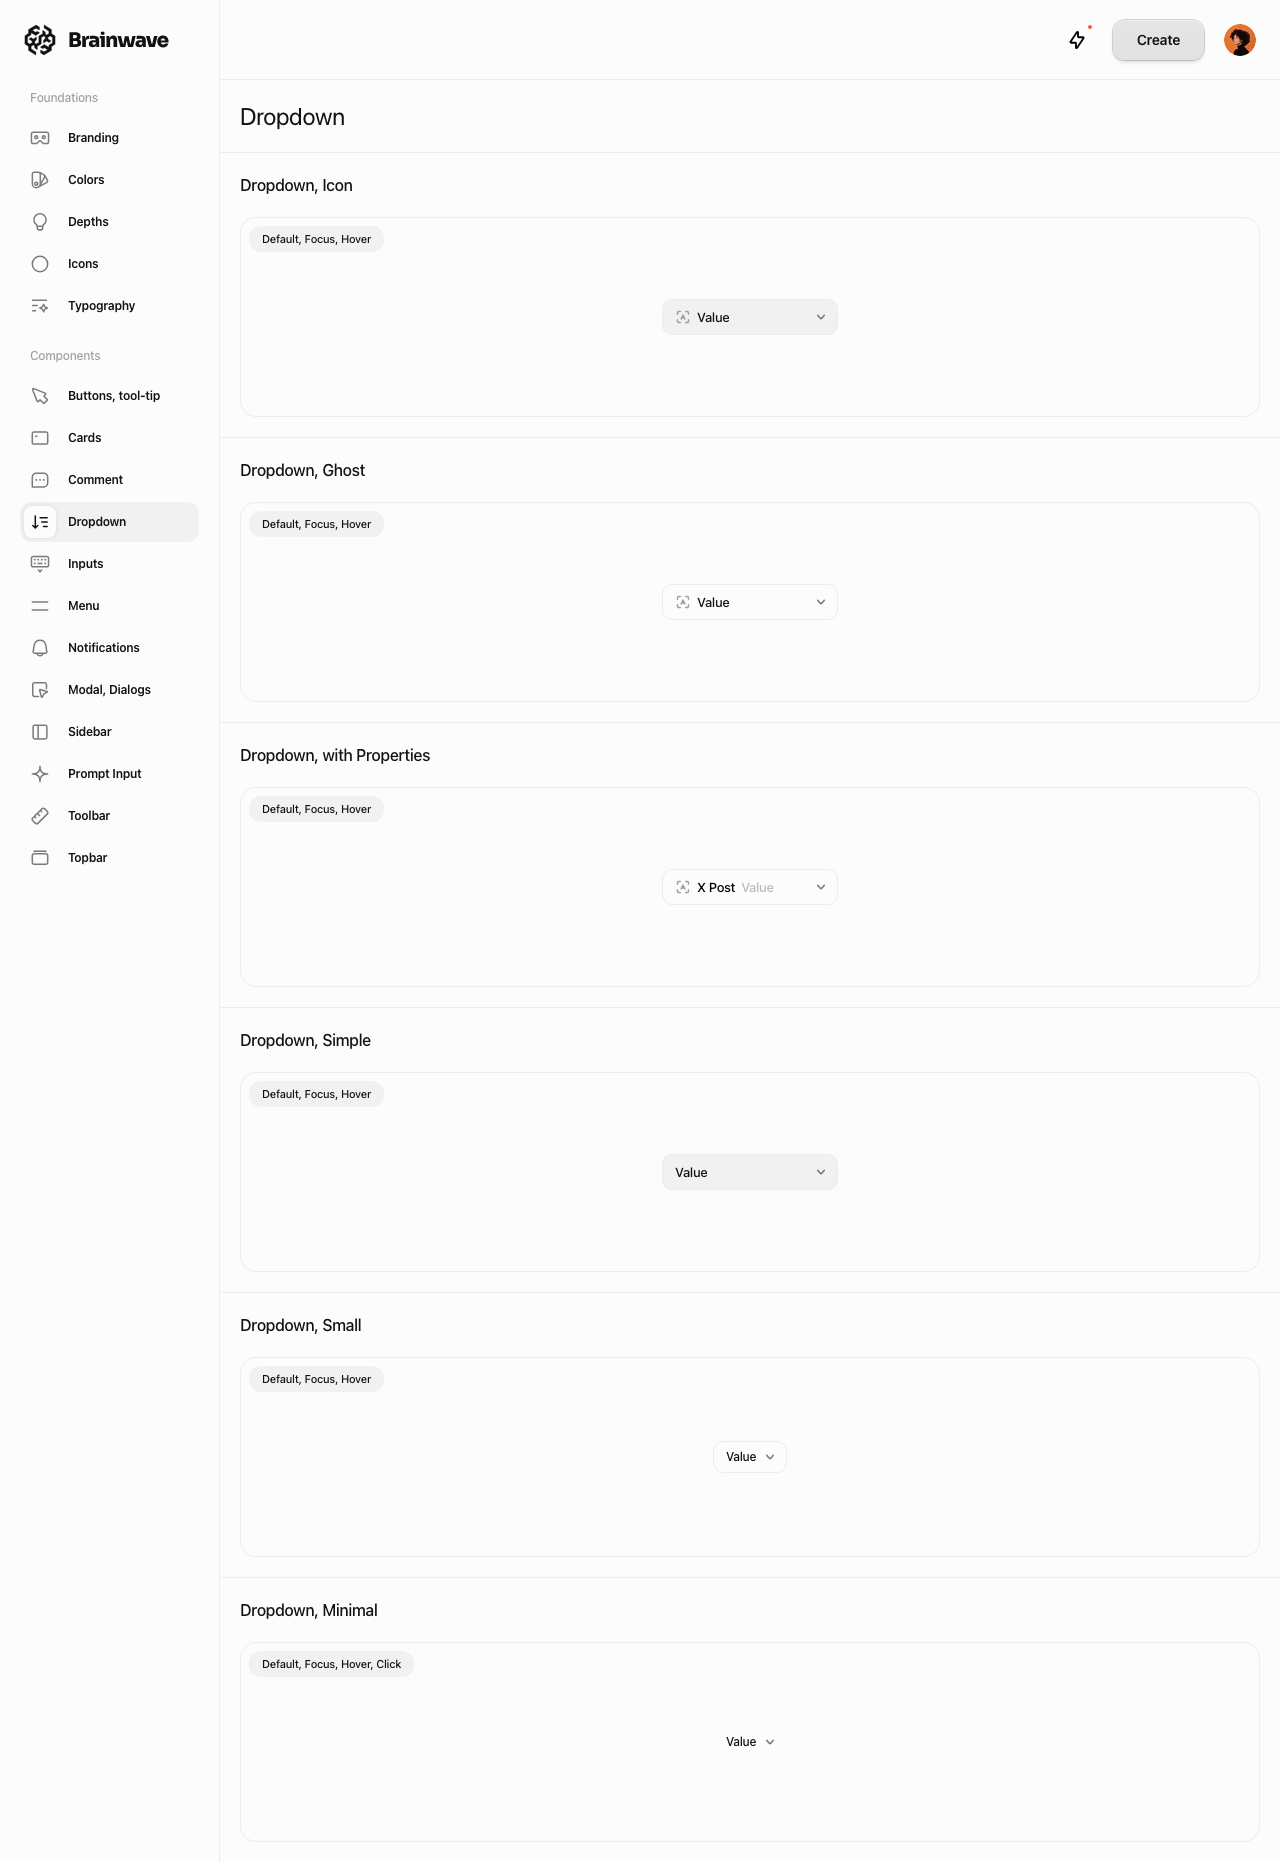 Brainwave
Create
Foundations
Branding
Colors
Depths
Icons
Typography
Components
Buttons, tool-tip
Cards
Comment
Dropdown
Inputs
Menu
Notifications
Modal, Dialogs
Sidebar
Prompt Input
Toolbar
Topbar
Dropdown
Dropdown, Icon
Default, Focus, Hover
Value
Dropdown, Ghost
Default, Focus, Hover
Value
Dropdown, with Properties
Default, Focus, Hover
X Post Value
Dropdown, Simple
Default, Focus, Hover
Value
Dropdown, Small
Default, Focus, Hover
Value
Dropdown, Minimal
Default, Focus, Hover, Click
Value